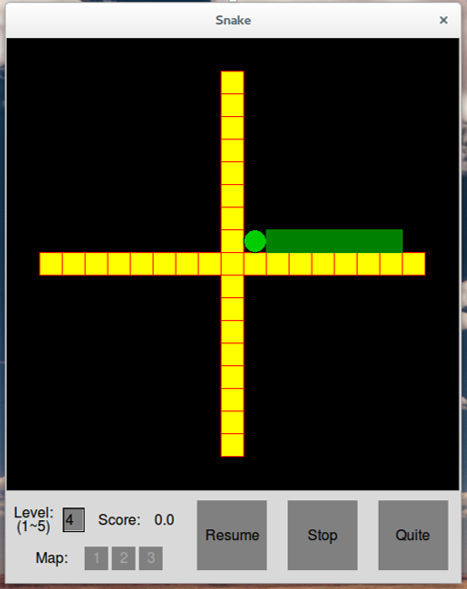 Snake ×
Level: 4 Score: 0.0
(1~5)
Resume Stop Quite
Map: 1 2 3